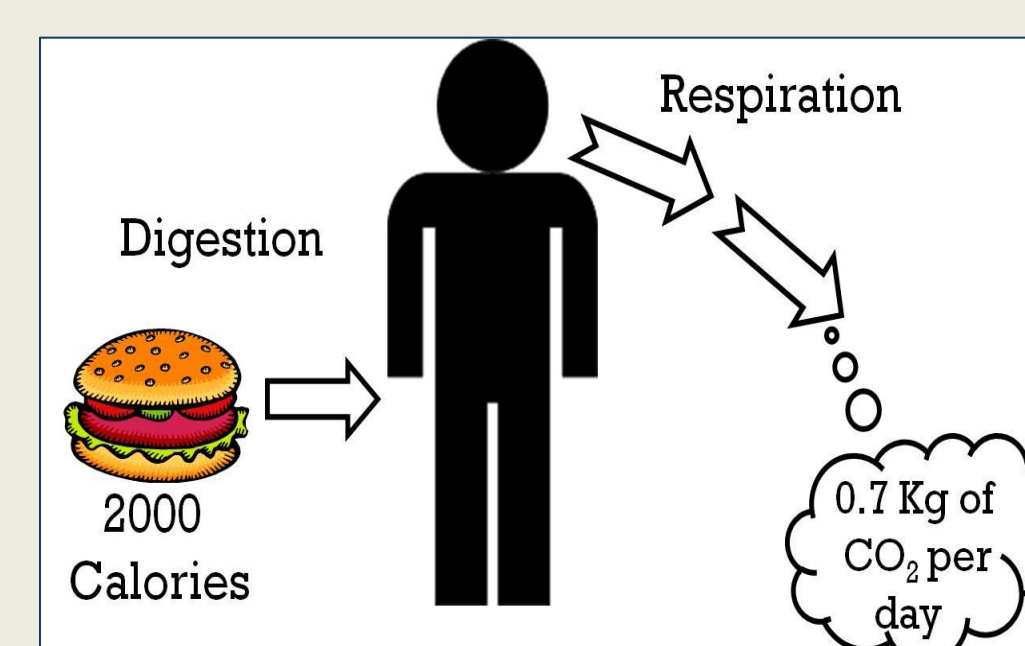 Respiration
Digestion
2000
Calories
0.7 Kg of
CO₂ per
day